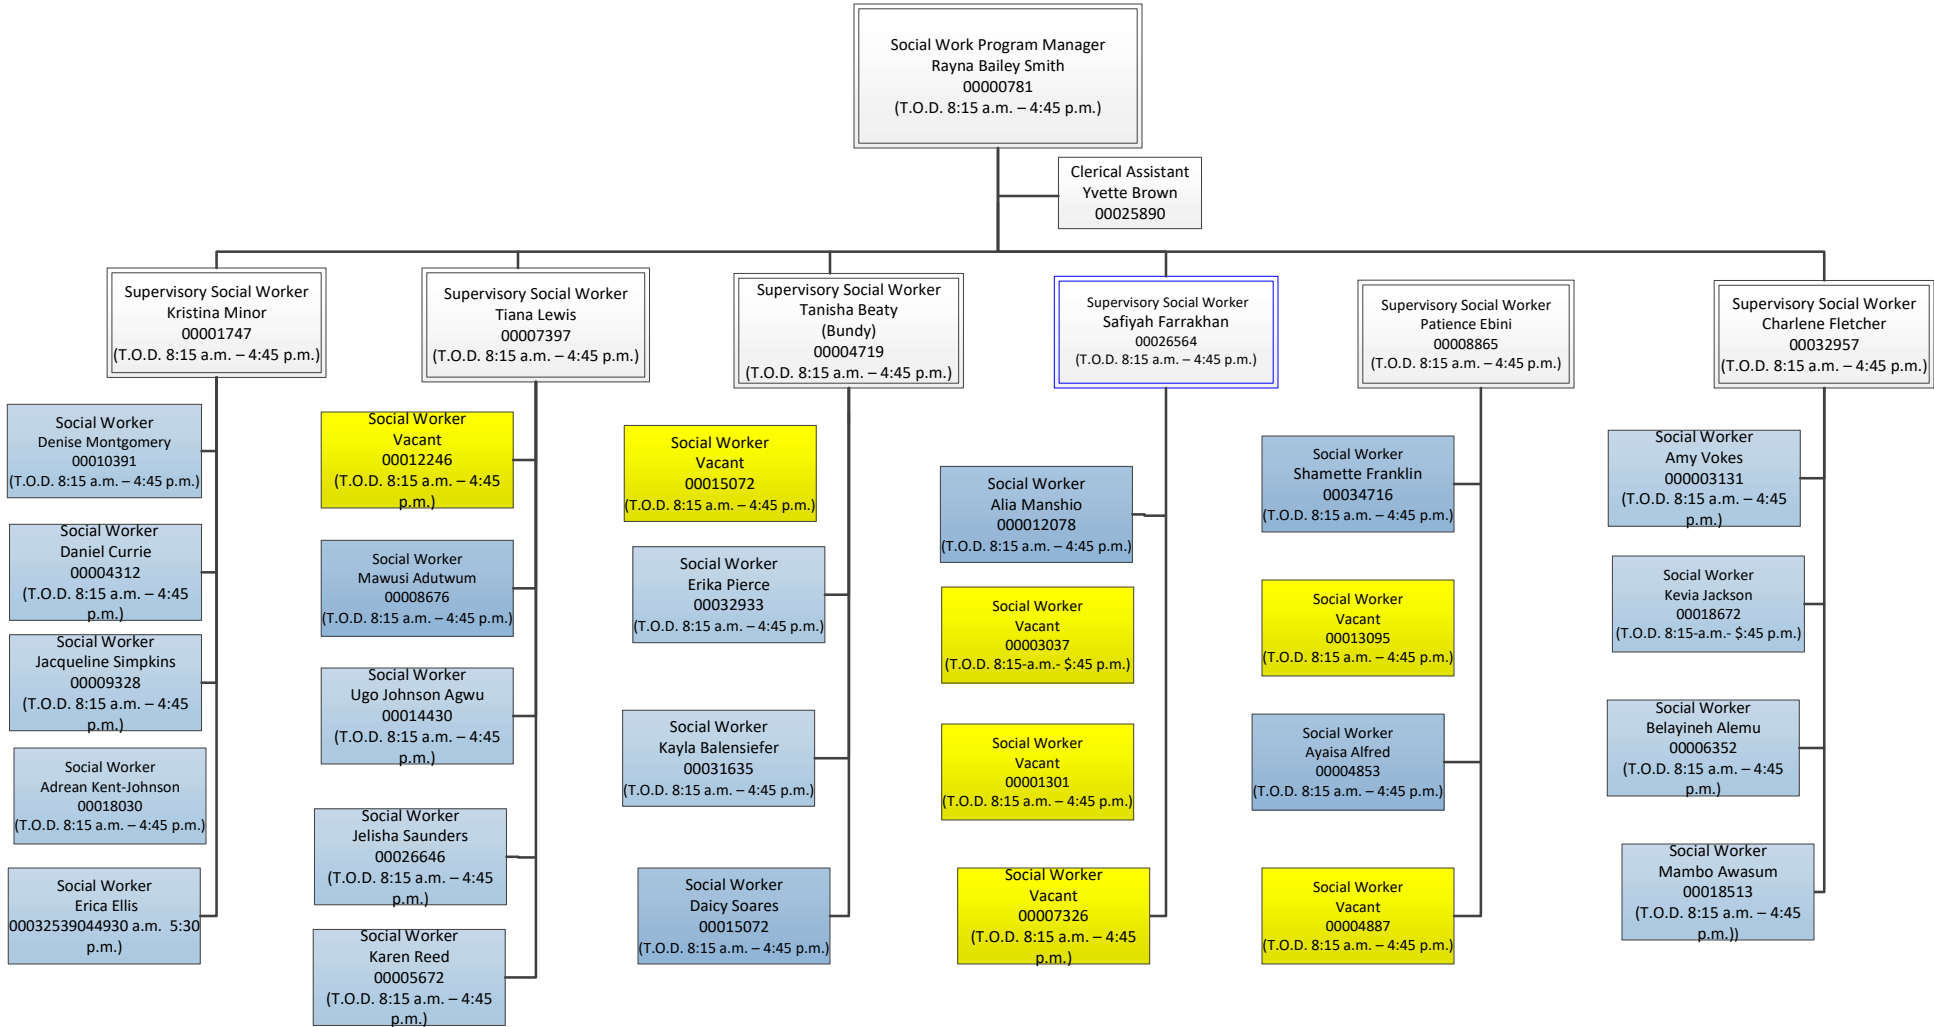 Social Work Program Manager
Rayna Bailey Smith
00000781
(T.O.D. 8:15 a.m. – 4:45 p.m.)
Clerical Assistant
Yvette Brown
00025890
Supervisory Social Worker
Kristina Minor
00001747
(T.O.D. 8:15 a.m. – 4:45 p.m.)
Social Worker
Denise Montgomery
00010391
(T.O.D. 8:15 a.m. – 4:45 p.m.)
Social Worker
Daniel Currie
00004312
(T.O.D. 8:15 a.m. – 4:45
p.m.)
Social Worker
Jacqueline Simpkins
00009328
(T.O.D. 8:15 a.m. – 4:45
p.m.)
Social Worker
Adrean Kent-Johnson
00018030
(T.O.D. 8:15 a.m. – 4:45 p.m.)
Social Worker
Erica Ellis
00032539044930 a.m. 5:30
p.m.)
Supervisory Social Worker
Tiana Lewis
00007397
(T.O.D. 8:15 a.m. – 4:45 p.m.)
Social Worker
Vacant
00012246
(T.O.D. 8:15 a.m. – 4:45
p.m.)
Social Worker
Mawusi Adutwum
00008676
(T.O.D. 8:15 a.m. – 4:45 p.m.)
Social Worker
Ugo Johnson Agwu
00014430
(T.O.D. 8:15 a.m. – 4:45
p.m.)
Social Worker
Jelisha Saunders
00026646
(T.O.D. 8:15 a.m. – 4:45
p.m.)
Social Worker
Karen Reed
00005672
(T.O.D. 8:15 a.m. – 4:45
p.m.)
Supervisory Social Worker
Tanisha Beaty
(Bundy)
00004719
(T.O.D. 8:15 a.m. – 4:45 p.m.)
Social Worker
Vacant
00015072
(T.O.D. 8:15 a.m. – 4:45 p.m.)
Social Worker
Erika Pierce
00032933
(T.O.D. 8:15 a.m. – 4:45 p.m.)
Social Worker
Kayla Balensiefer
00031635
(T.O.D. 8:15 a.m. – 4:45 p.m.)
Social Worker
Daicy Soares
00015072
(T.O.D. 8:15 a.m. – 4:45 p.m.)
Supervisory Social Worker
Safiyah Farrakhan
00026564
(T.O.D. 8:15 a.m. – 4:45 p.m.)
Social Worker
Alia Manshio
000012078
(T.O.D. 8:15 a.m. – 4:45 p.m.)
Social Worker
Vacant
00003037
(T.O.D. 8:15-a.m.- $:45 p.m.)
Social Worker
Vacant
00001301
(T.O.D. 8:15 a.m. – 4:45 p.m.)
Social Worker
Vacant
00007326
(T.O.D. 8:15 a.m. – 4:45
p.m.)
Supervisory Social Worker
Patience Ebini
00008865
(T.O.D. 8:15 a.m. – 4:45 p.m.)
Social Worker
Shamette Franklin
00034716
(T.O.D. 8:15 a.m. – 4:45 p.m.)
Social Worker
Vacant
00013095
(T.O.D. 8:15 a.m. – 4:45 p.m.)
Social Worker
Ayaisa Alfred
00004853
(T.O.D. 8:15 a.m. – 4:45 p.m.)
Social Worker
Vacant
00004887
(T.O.D. 8:15 a.m. – 4:45 p.m.)
Supervisory Social Worker
Charlene Fletcher
00032957
(T.O.D. 8:15 a.m. – 4:45 p.m.)
Social Worker
Amy Vokes
000003131
(T.O.D. 8:15 a.m. – 4:45
p.m.)
Social Worker
Kevia Jackson
00018672
(T.O.D. 8:15-a.m.- $:45 p.m.)
Social Worker
Belayineh Alemu
00006352
(T.O.D. 8:15 a.m. – 4:45
p.m.)
Social Worker
Mambo Awasum
00018513
(T.O.D. 8:15 a.m. – 4:45
p.m.))